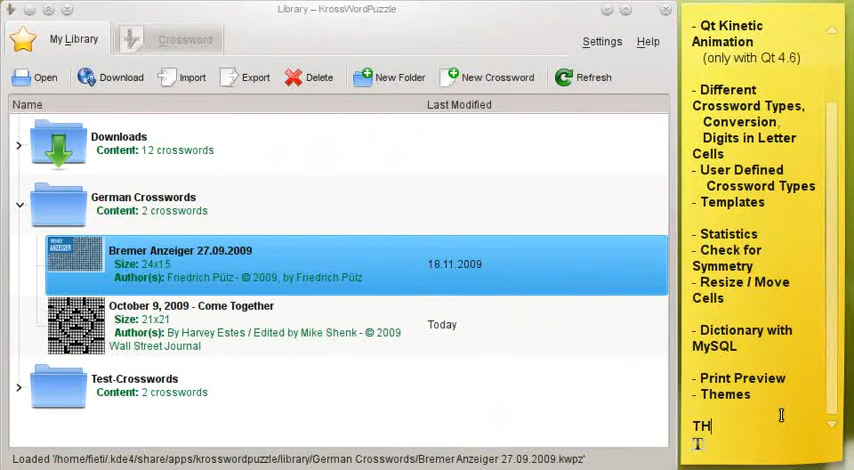 Library – KrossWordPuzzle
My Library
Crossword
Settings Help
Open Download Import Export Delete New Folder New Crossword Refresh
Name Last Modified
Downloads
Content: 12 crosswords
German Crosswords
Content: 2 crosswords
BREMER
ANZEIGER
Bremer Anzeiger 27.09.2009
Size: 24x15
Author(s): Friedrich Pülz - © 2009, by Friedrich Pülz
18.11.2009
October 9, 2009 - Come Together
Size: 21x21
Author(s): By Harvey Estes / Edited by Mike Shenk - © 2009
Wall Street Journal
Today
Test-Crosswords
Content: 2 crosswords
Loaded '/home/fieti/.kde4/share/apps/krosswordpuzzle/library/German Crosswords/Bremer Anzeiger 27.09.2009.kwpz'
- Qt Kinetic
Animation
(only with Qt 4.6)
- Different
Crossword Types,
Conversion,
Digits in Letter
Cells
- User Defined
Crossword Types
- Templates
- Statistics
- Check for
Symmetry
- Resize / Move
Cells
- Dictionary with
MySQL
- Print Preview
- Themes
TH
T